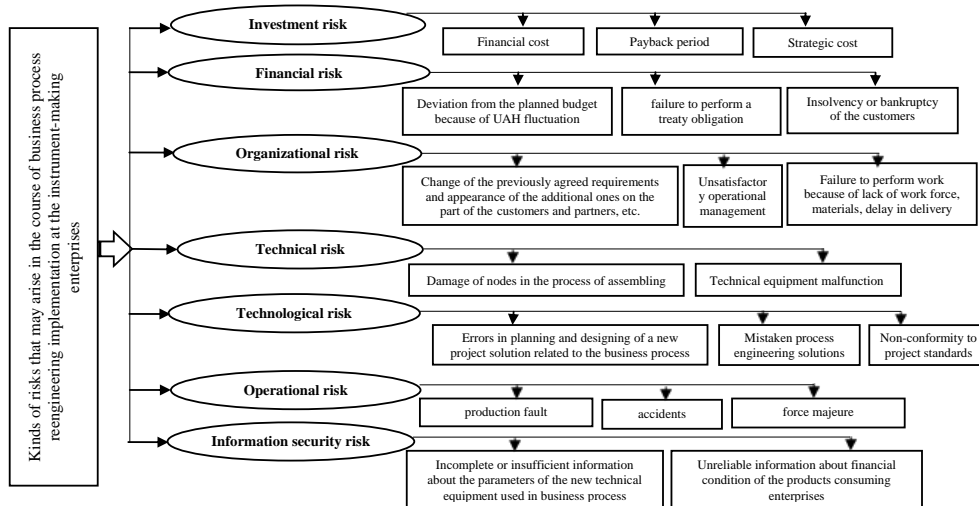 Kinds of risks that may arise in the course of business process
reengineering implementation at the instrument-making
enterprises
Investment risk
Financial cost
Payback period
Strategic cost
Financial risk
Deviation from the planned budget
because of UAH fluctuation
failure to perform a
treaty obligation
Insolvency or bankruptcy
of the customers
Organizational risk
Change of the previously agreed requirements
and appearance of the additional ones on the
part of the customers and partners, etc.
Unsatisfactor
y operational
management
Failure to perform work
because of lack of work force,
materials, delay in delivery
Technical risk
Damage of nodes in the process of assembling
Technical equipment malfunction
Technological risk
Errors in planning and designing of a new
project solution related to the business process
Mistaken process
engineering solutions
Non-conformity to
project standards
Operational risk
production fault
accidents
force majeure
Information security risk
Incomplete or insufficient information
about the parameters of the new technical
equipment used in business process
Unreliable information about financial
condition of the products consuming
enterprises